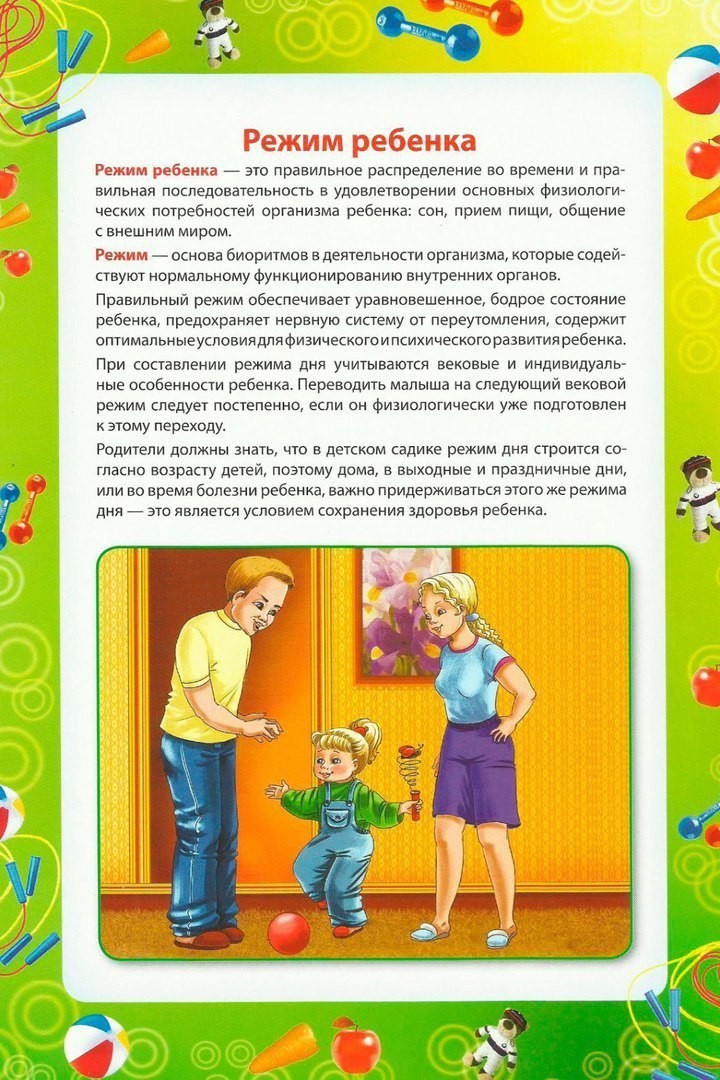 Режим ребенка
Режим ребенка — это правильное распределение во времени и пра-
вильная последовательность в удовлетворении основных физиологи-
ческих потребностей организма ребенка: сон, прием пищи, общение
с внешним миром.
Режим — основа биоритмов в деятельности организма, которые содей-
ствуют нормальному функционированию внутренних органов.
Правильный режим обеспечивает уравновешенное, бодрое состояние
ребенка, предохраняет нервную систему от переутомления, содержит
оптимальные условия для физического и психического развития ребенка.
При составлении режима дня учитываются вековые и индивидуаль-
ные особенности ребенка. Переводить малыша на следующий вековой
режим следует постепенно, если он физиологически уже подготовлен
к этому переходу.
Родители должны знать, что в детском садике режим дня строится со-
гласно возрасту детей, поэтому дома, в выходные и праздничные дни,
или во время болезни ребенка, важно придерживаться этого же режима
дня — это является условием сохранения здоровья ребенка.